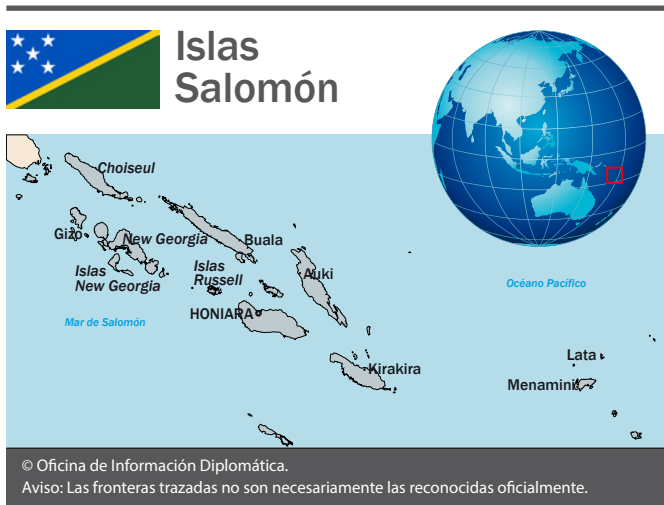 Islas
Salomón
Choiseul
Gizo
New Georgia
Buala
Islas
New Georgia
Islas
Russell
Auki
Océano Pacífico
HONIARA
Mar de Salomón
Kirakira
Lata
Menamini
© Oficina de Información Diplomática.
Aviso: Las fronteras trazadas no son necesariamente las reconocidas oficialmente.